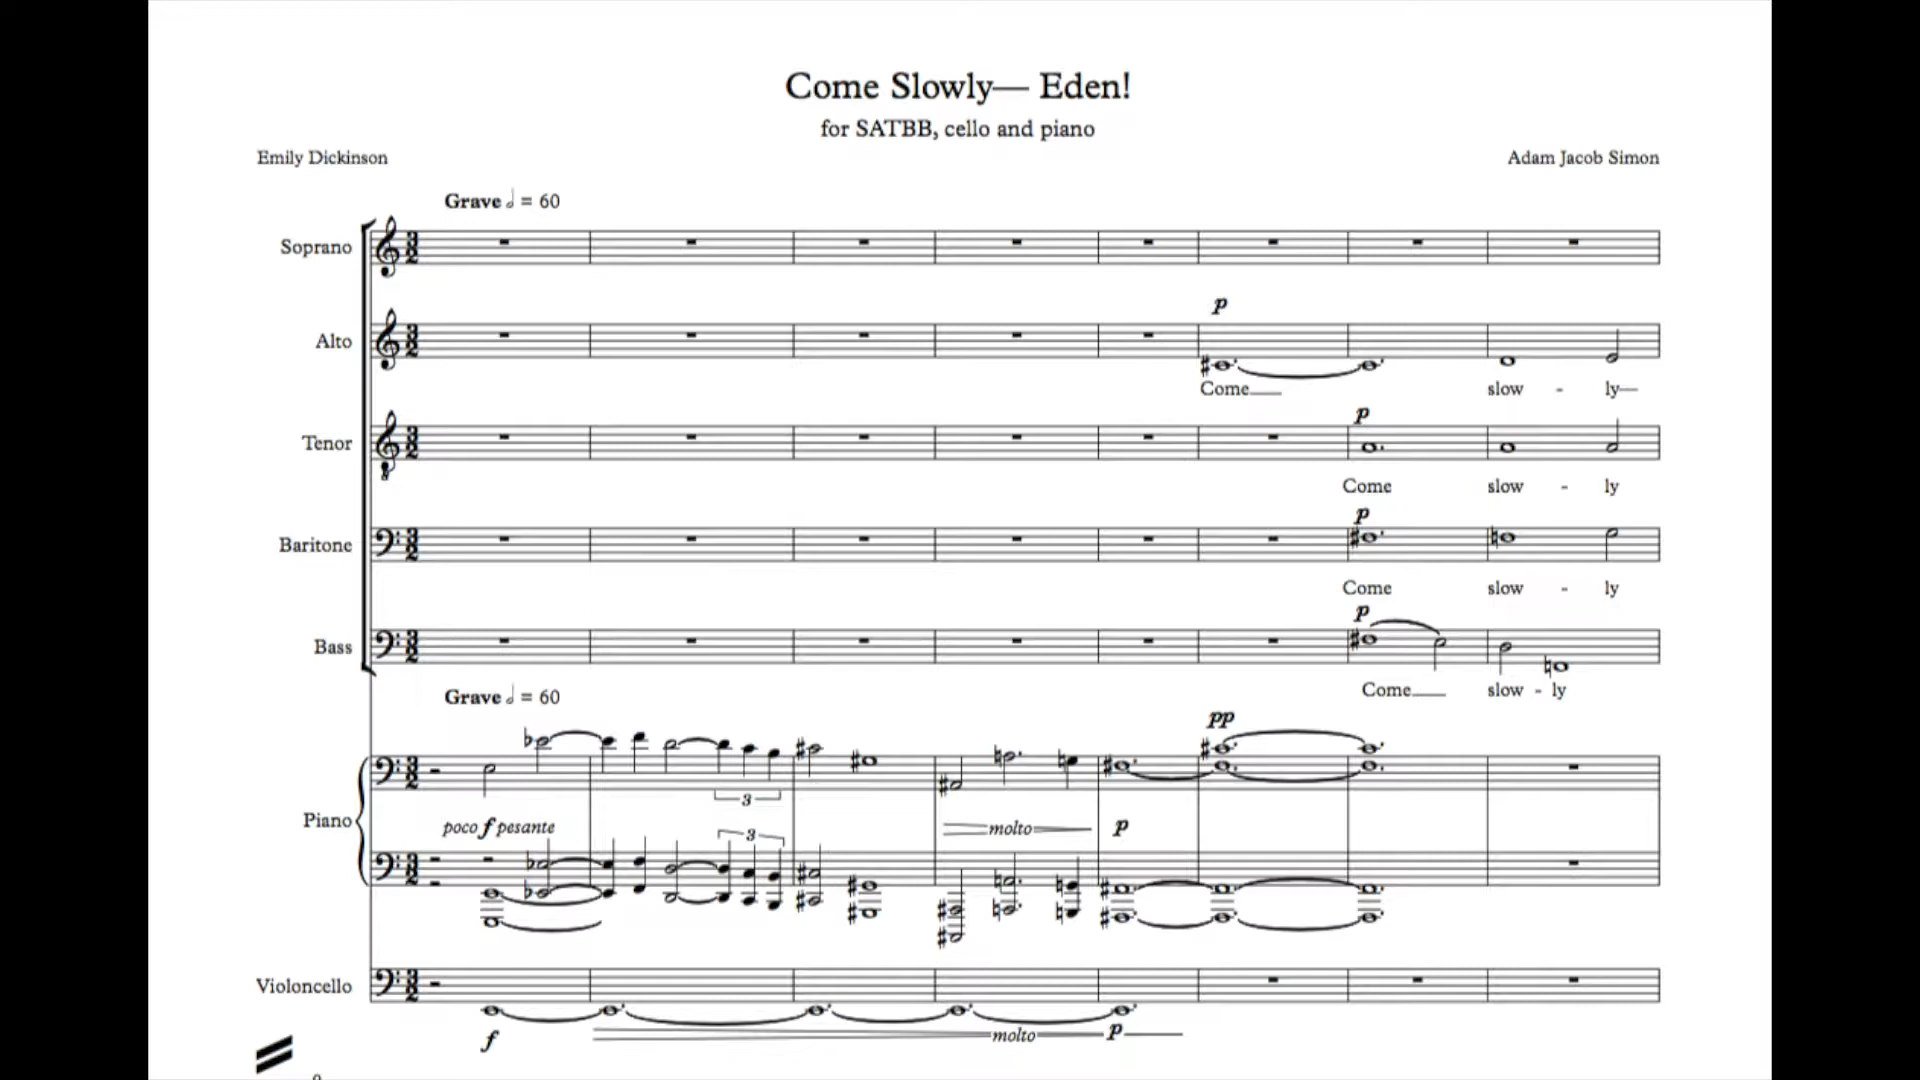 Come Slowly— Eden!
for SATBB, cello and piano
Emily Dickinson
Adam Jacob Simon
Grave = 60
Soprano
p
Alto
Come slow - ly—
p
Tenor
Come slow - ly
p
Baritone
Come slow - ly
p
Bass
Come slow - ly
Grave = 60
pp
3
Piano
poco f pesante
3
molto
p
Violoncello
f
molto
p